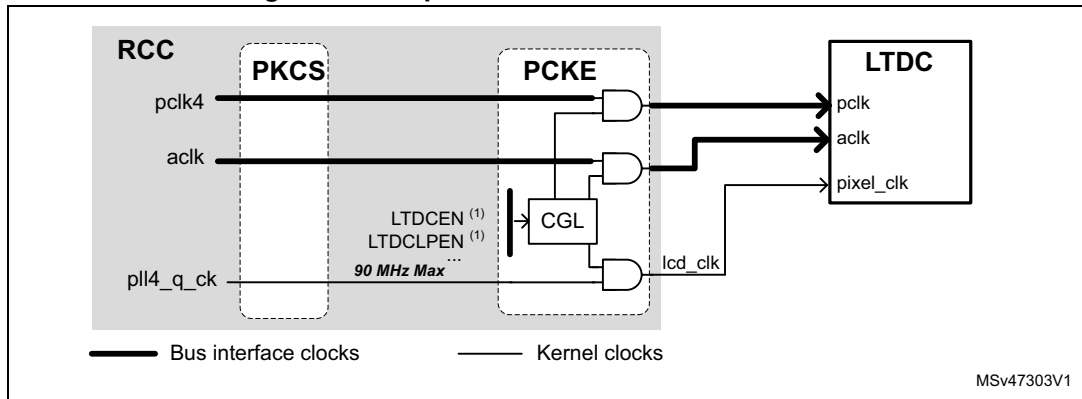 RCC
PKCS
PCKE
LTDC
pclk4
pclk
aclk
aclk
pixel_clk
LTDCEN (1)
LTDCLPEN (1)
...
CGL
90 MHz Max
pll4_q_ck
lcd_clk
Bus interface clocks
Kernel clocks
MSv47303V1